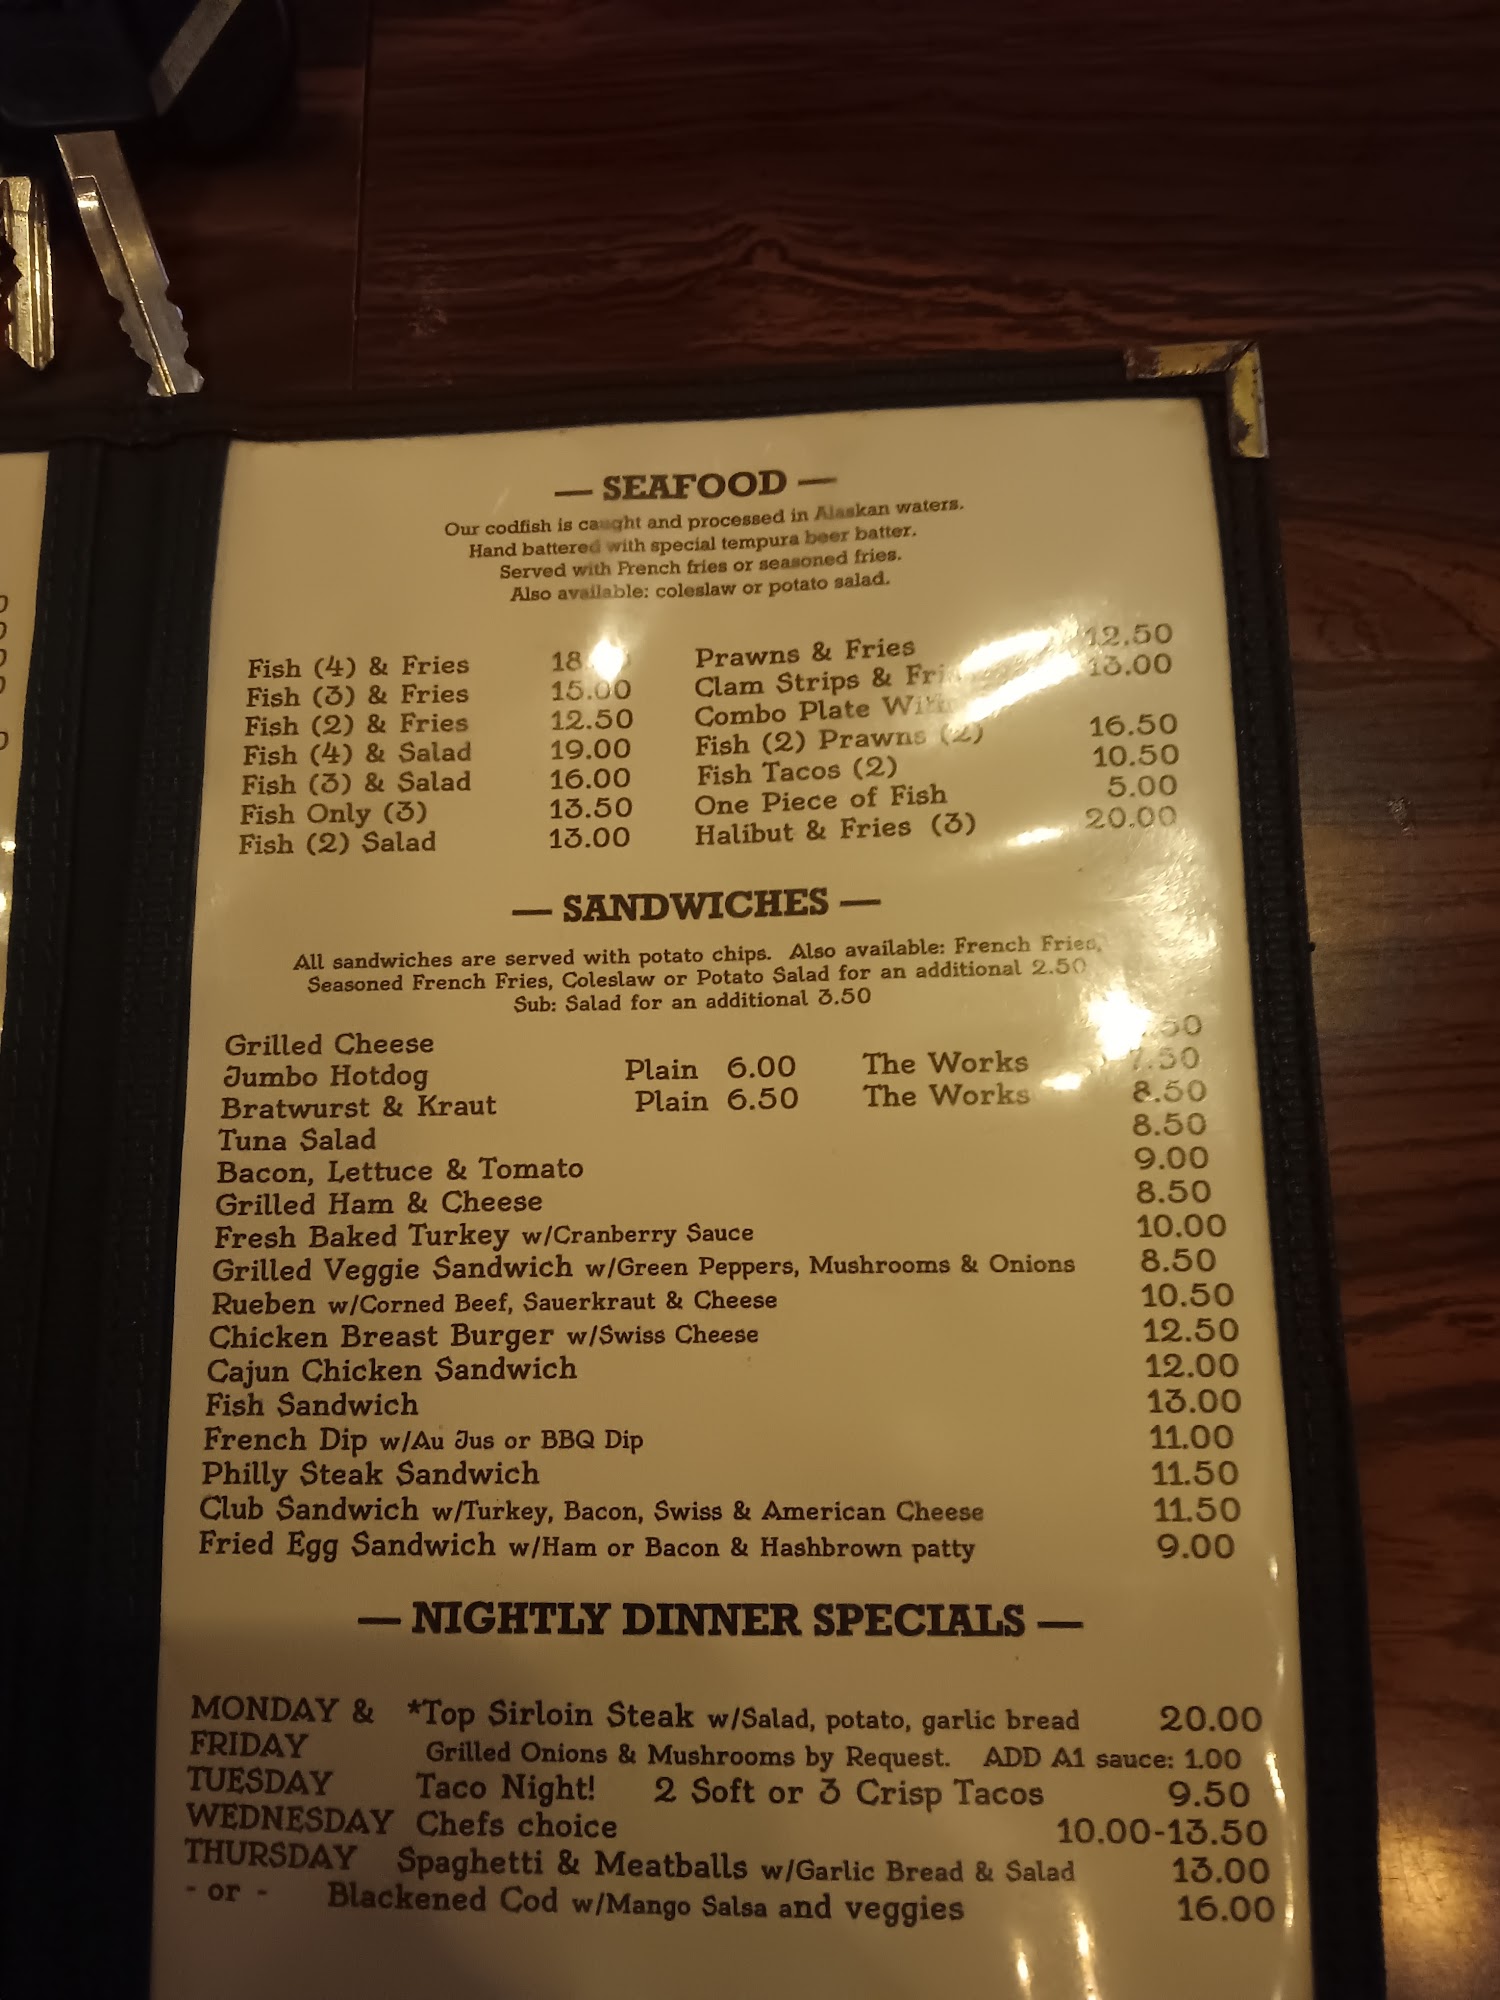 — SEAFOOD —
Our codfish is caught and processed in Alaskan waters.
Hand battered with special tempura beer batter.
Served with French fries or seasoned fries.
Also available: coleslaw or potato salad.
Fish (4) & Fries
Fish (3) & Fries 15.00
Fish (2) & Fries 12.50
Fish (4) & Salad 19.00
Fish (3) & Salad 16.00
Fish Only (3) 13.50
Fish (2) Salad 13.00
Prawns & Fries 12.50
Clam Strips & 13.00
Combo Plate
Fish (2) Prawns (2) 16.50
Fish Tacos (2) 10.50
One Piece of Fish 5.00
Halibut & Fries (3) 20.00
— SANDWICHES —
All sandwiches are served with potato chips. Also available: French Fries,
Seasoned French Fries, Coleslaw or Potato Salad for an additional 2.50
Sub: Salad for an additional 3.50
Grilled Cheese
Jumbo Hotdog Plain 6.00 The Works 7.50
Bratwurst & Kraut Plain 6.50 The Works 8.50
Tuna Salad 8.50
Bacon, Lettuce & Tomato 9.00
Grilled Ham & Cheese 8.50
Fresh Baked Turkey w/Cranberry Sauce 10.00
Grilled Veggie Sandwich w/Green Peppers, Mushrooms & Onions 8.50
Rueben w/Corned Beef, Sauerkraut & Cheese 10.50
Chicken Breast Burger w/Swiss Cheese 12.50
Cajun Chicken Sandwich 12.00
Fish Sandwich 13.00
French Dip w/Au Jus or BBQ Dip 11.00
Philly Steak Sandwich 11.50
Club Sandwich w/Turkey, Bacon, Swiss & American Cheese 11.50
Fried Egg Sandwich w/Ham or Bacon & Hashbrown patty 9.00
— NIGHTLY DINNER SPECIALS —
MONDAY & *Top Sirloin Steak w/Salad, potato, garlic bread 20.00
FRIDAY Grilled Onions & Mushrooms by Request. ADD A1 sauce: 1.00
TUESDAY Taco Night! 2 Soft or 3 Crisp Tacos 9.50
WEDNESDAY Chefs choice 10.00-13.50
THURSDAY Spaghetti & Meatballs w/Garlic Bread & Salad 13.00
- or - Blackened Cod w/Mango Salsa and veggies 16.00